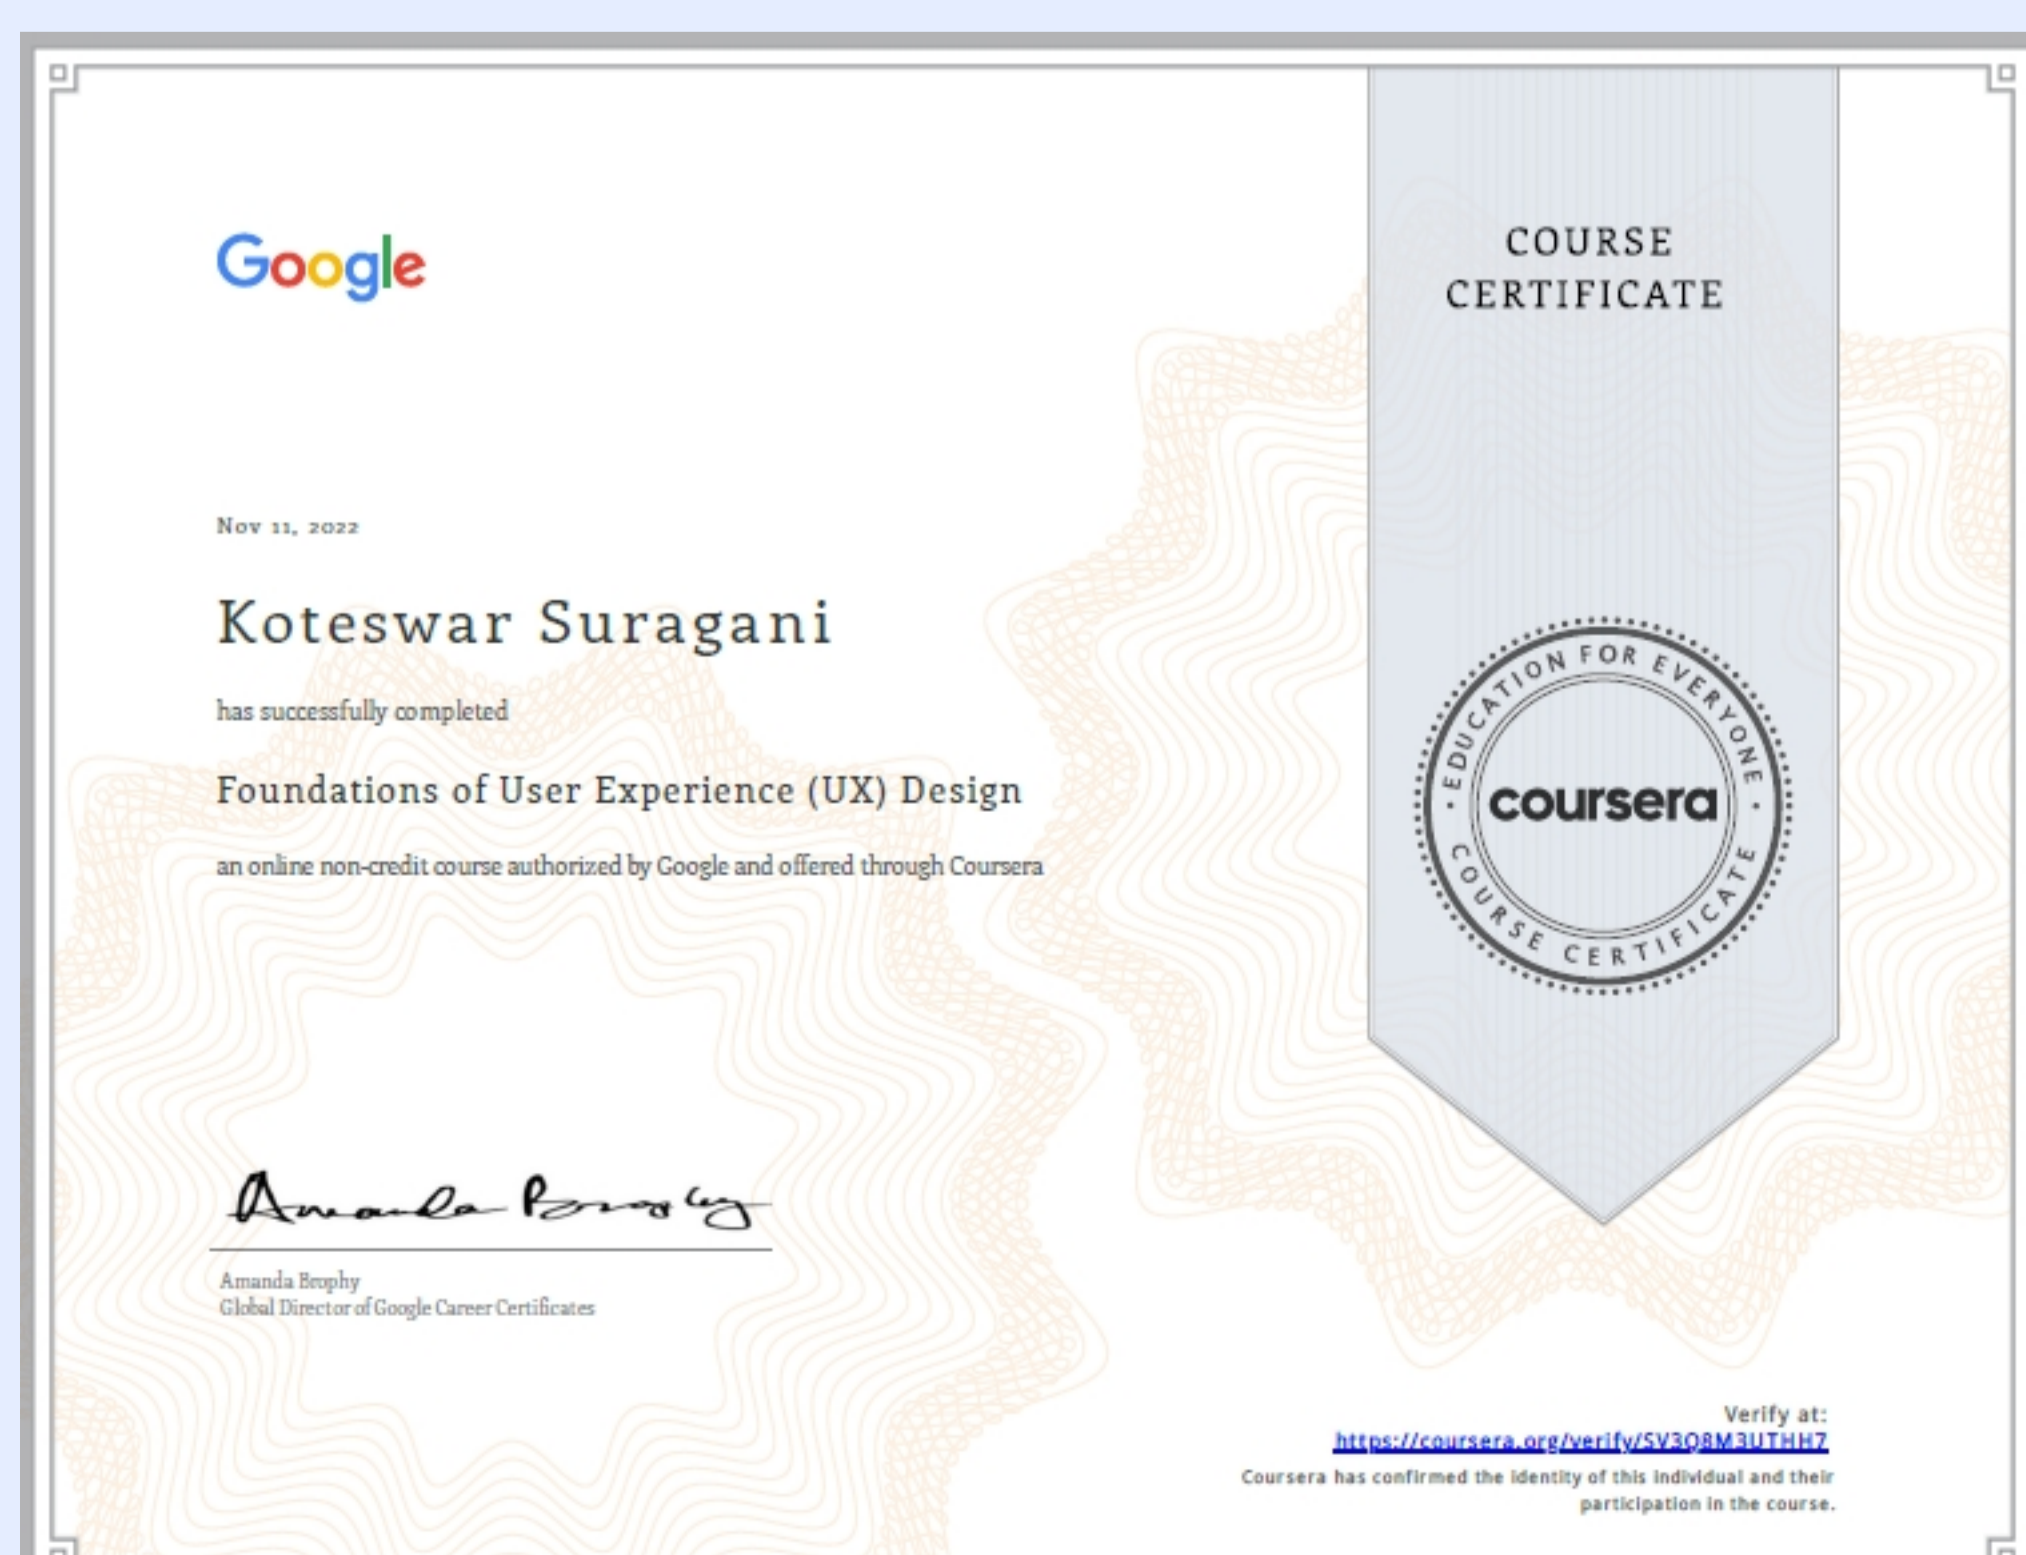 Google
COURSE
CERTIFICATE
Nov 11, 2022
Koteswar Suragani
has successfully completed
Foundations of User Experience (UX) Design
an online non-credit course authorized by Google and offered through Coursera
EDUCATION FOR EVERYONE
coursera
COURSE CERTIFICATE
Amanda Brophy
Amanda Brophy
Global Director of Google Career Certificates
Verify at:
https://coursera.org/verify/SV3Q8M3UTHH7
Coursera has confirmed the identity of this individual and their
participation in the course.